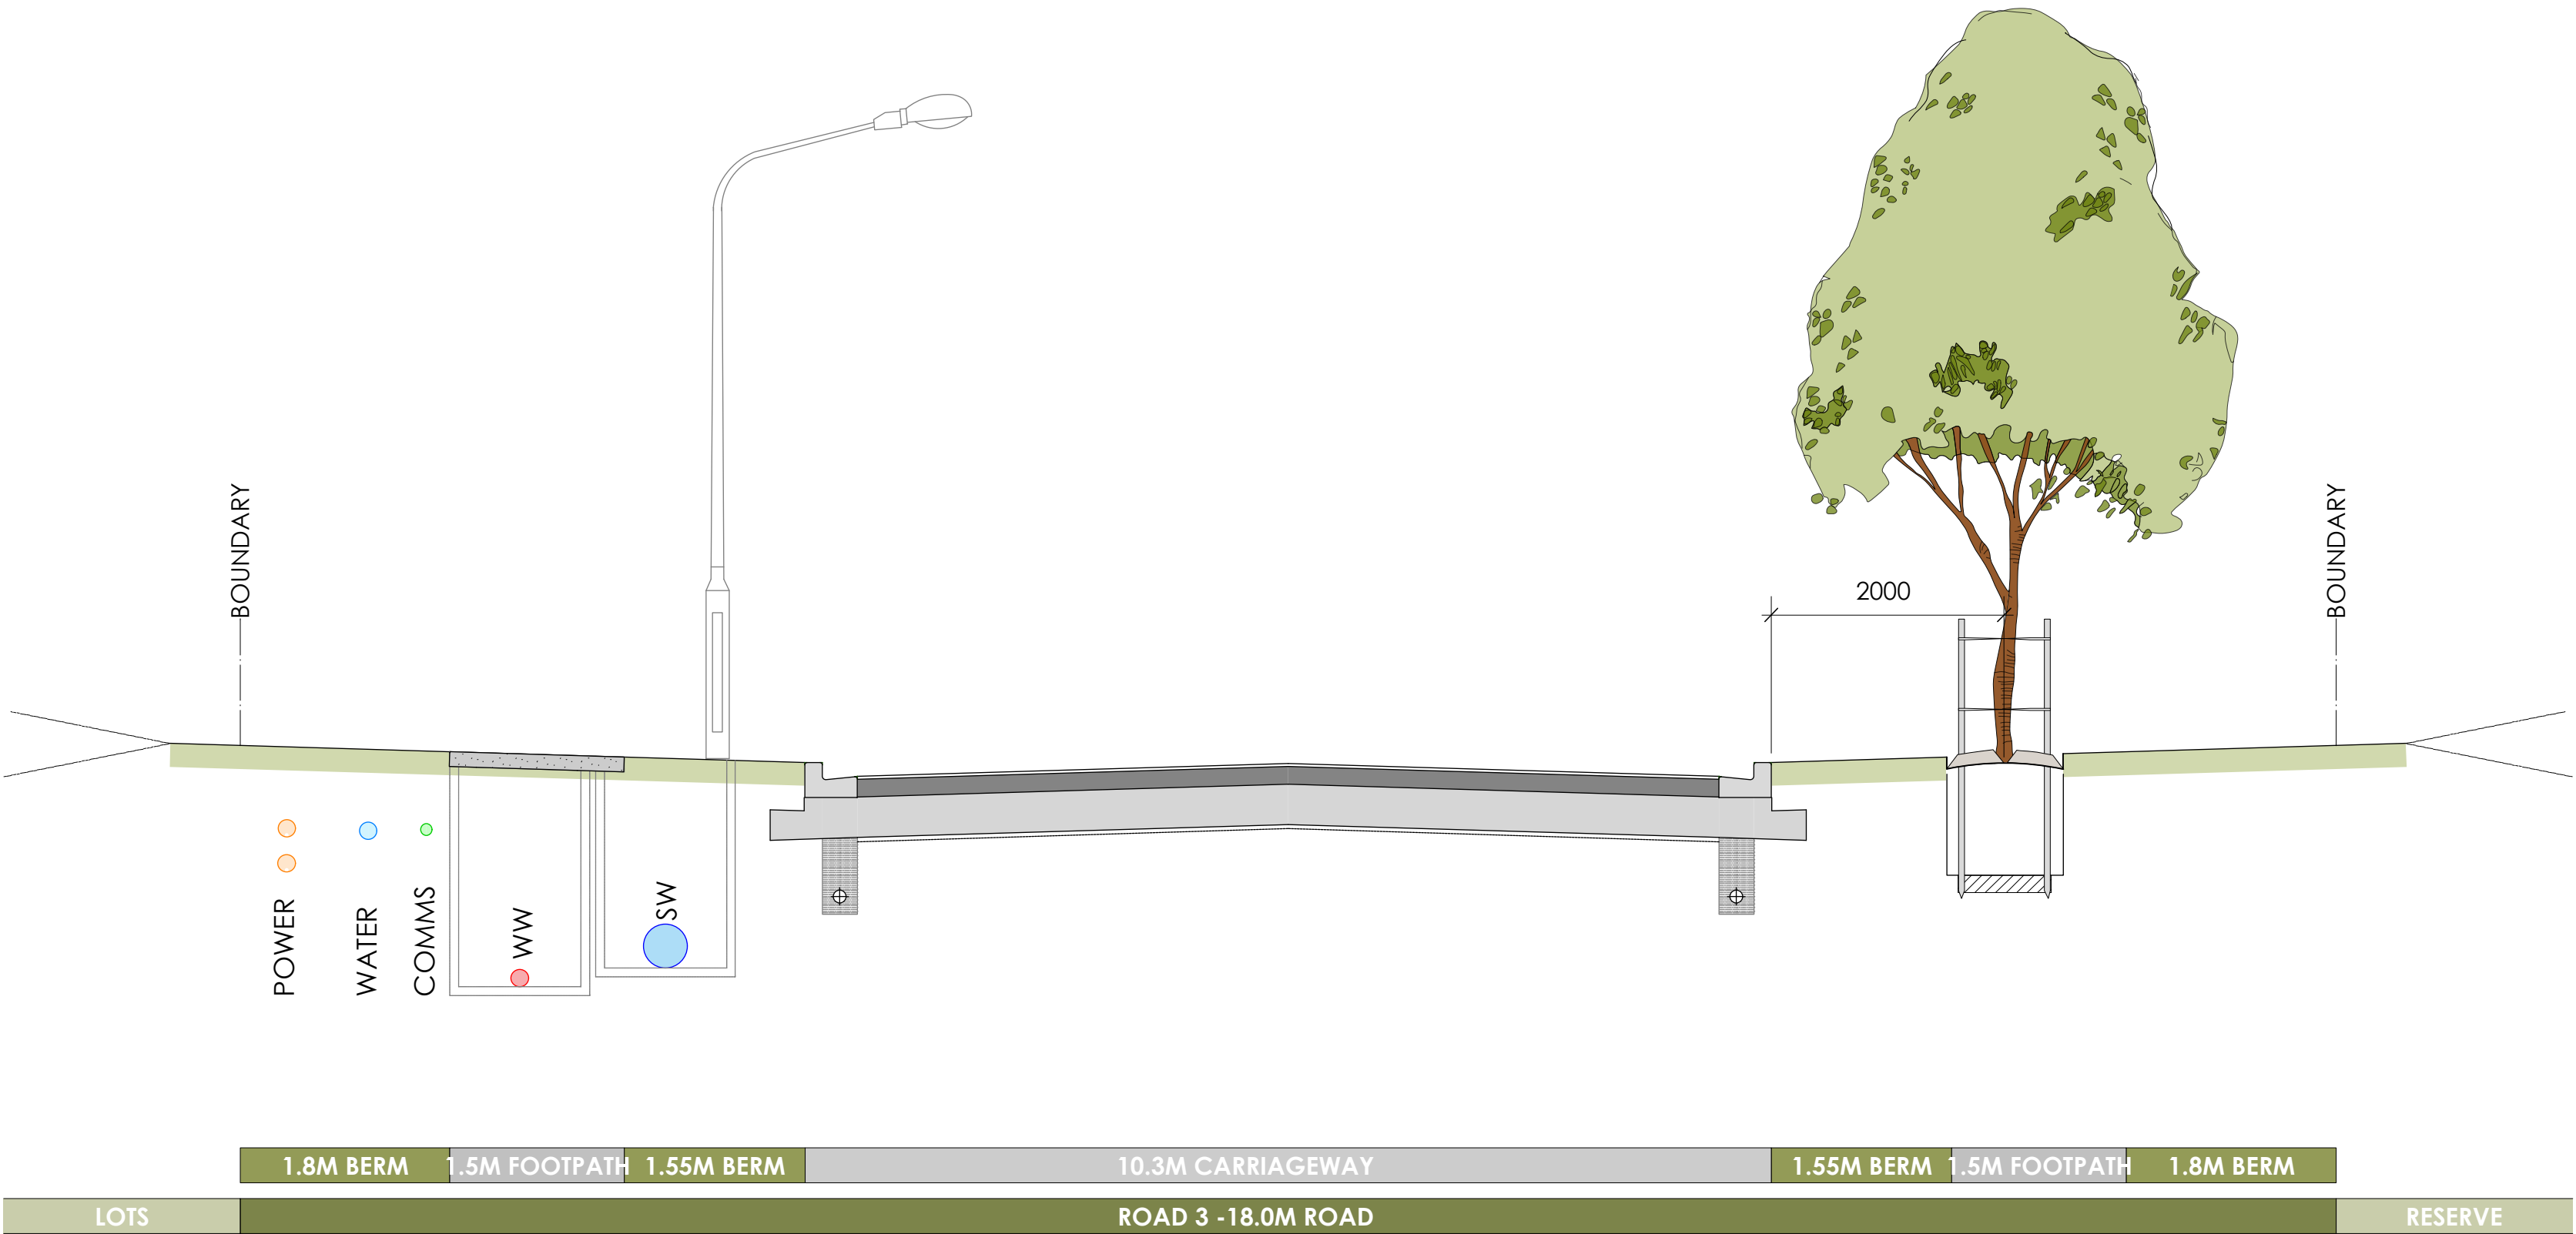 BOUNDARY
BOUNDARY
2000
POWER
WATER
COMMS
WW
SW
1.8M BERM
1.5M FOOTPATH
1.55M BERM
10.3M CARRIAGEWAY
1.55M BERM
1.5M FOOTPATH
1.8M BERM
LOTS
ROAD 3 -18.0M ROAD
RESERVE